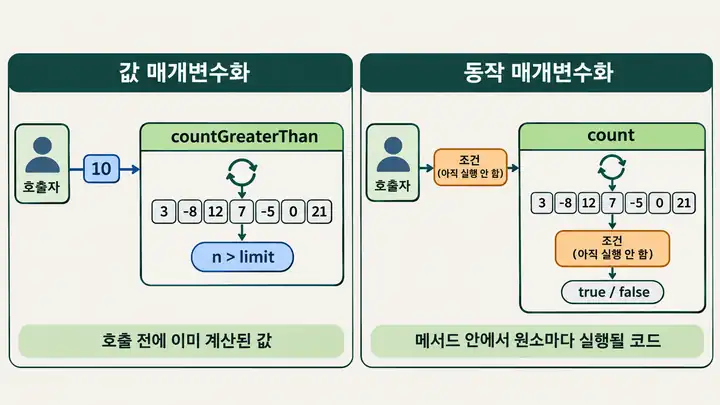 값 매개변수화
호출자
10
countGreaterThan
3 -8 12 7 -5 0 21
n > limit
호출 전에 이미 계산된 값
동작 매개변수화
호출자
조건
(아직 실행 안 함)
count
3 -8 12 7 -5 0 21
조건
(아직 실행 안 함)
true / false
메서드 안에서 원소마다 실행될 코드